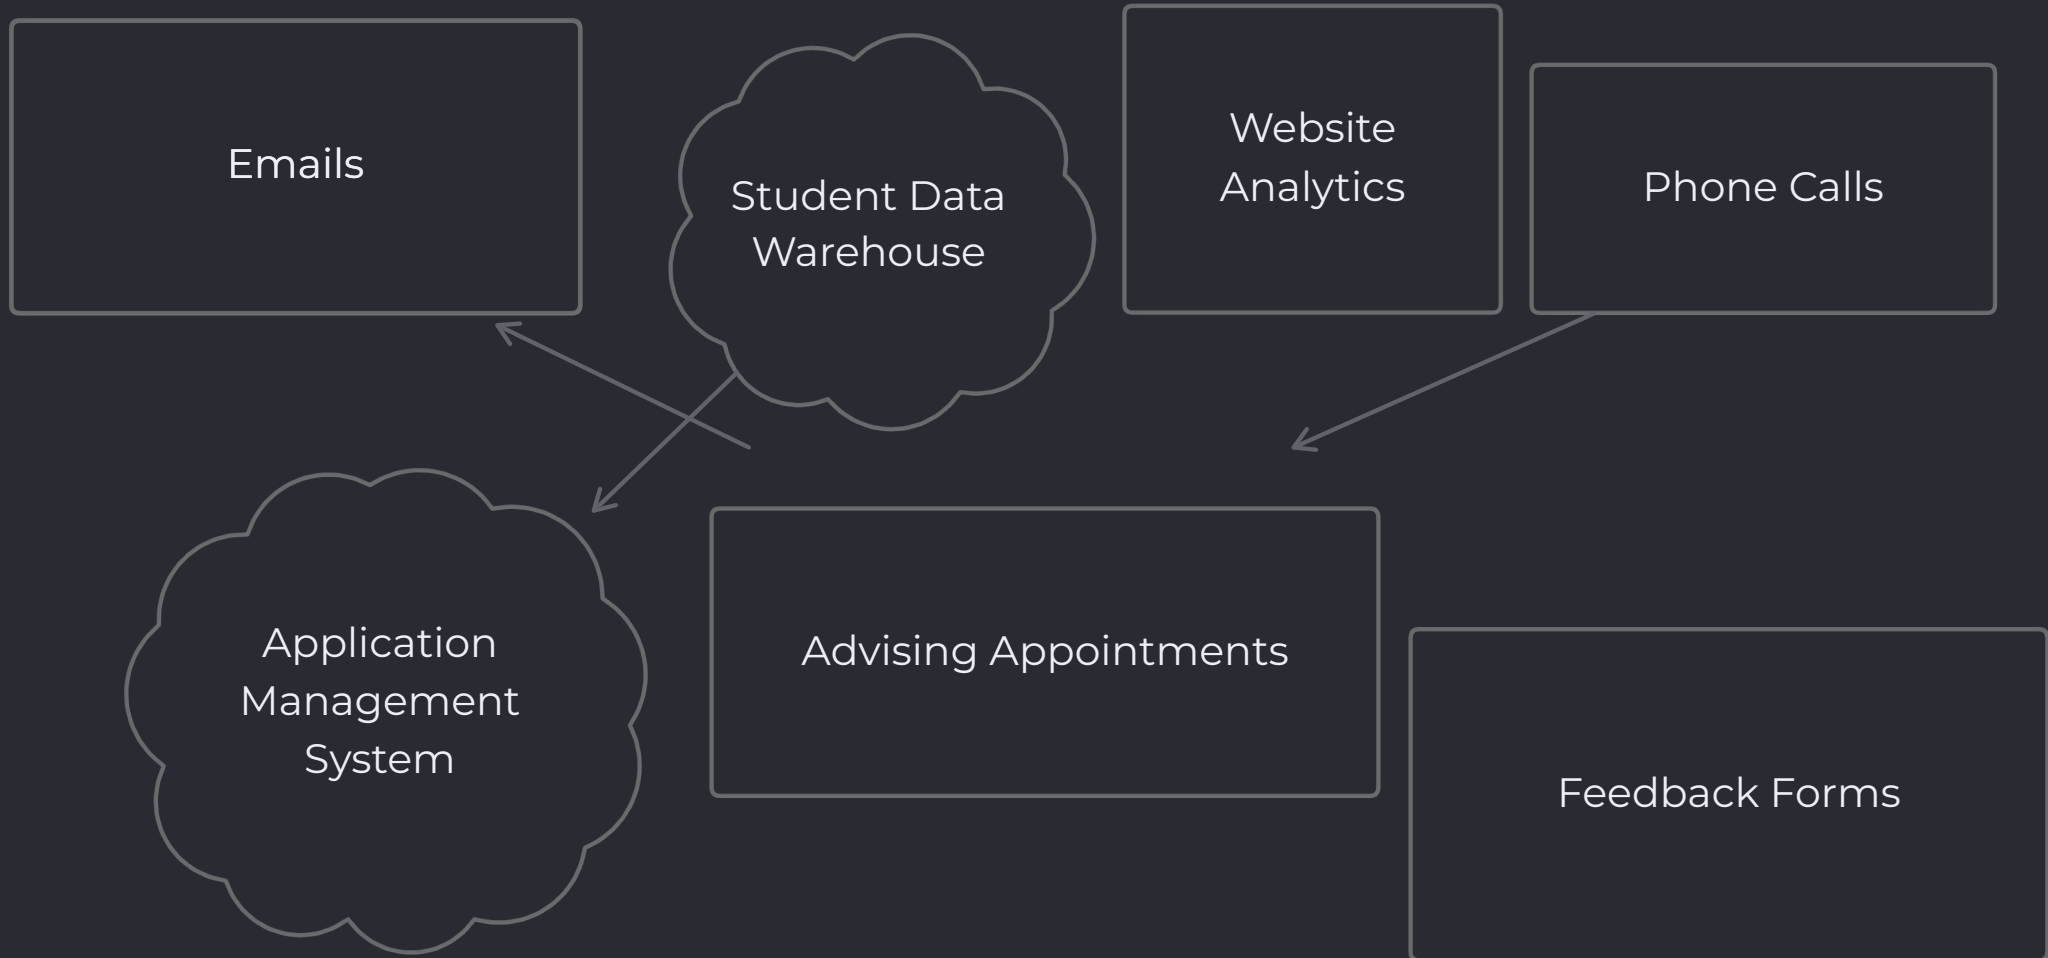 Emails
Student Data
Warehouse
Website
Analytics
Phone Calls
Application
Management
System
Advising Appointments
Feedback Forms